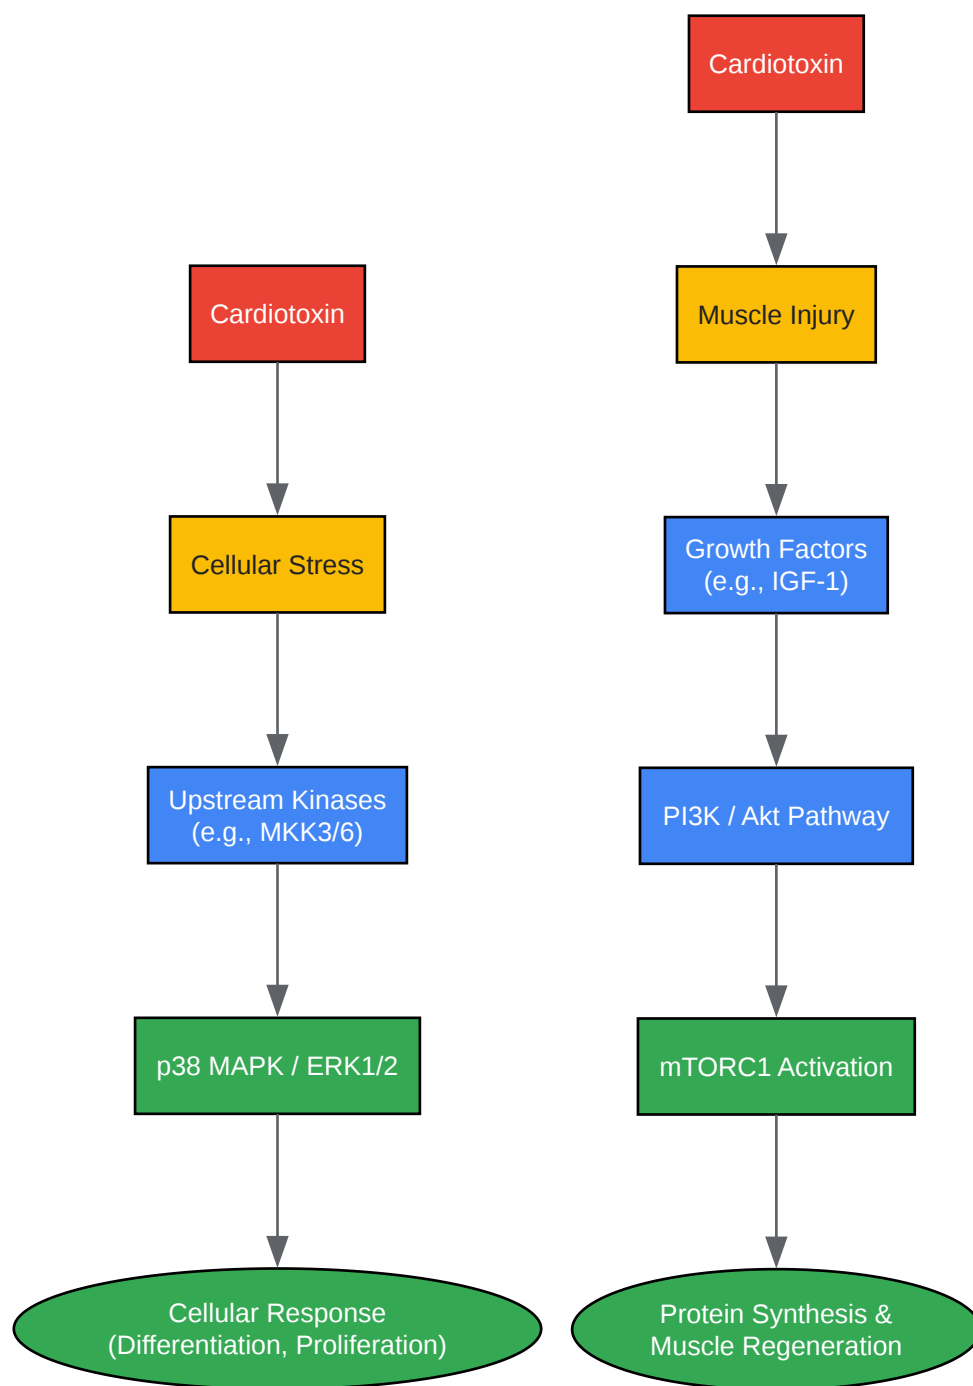 Cardiotoxin
Cellular Stress
Upstream Kinases
(e.g., MKK3/6)
p38 MAPK / ERK1/2
Cellular Response
(Differentiation, Proliferation)
Cardiotoxin
Muscle Injury
Growth Factors
(e.g., IGF-1)
PI3K / Akt Pathway
mTORC1 Activation
Protein Synthesis &
Muscle Regeneration